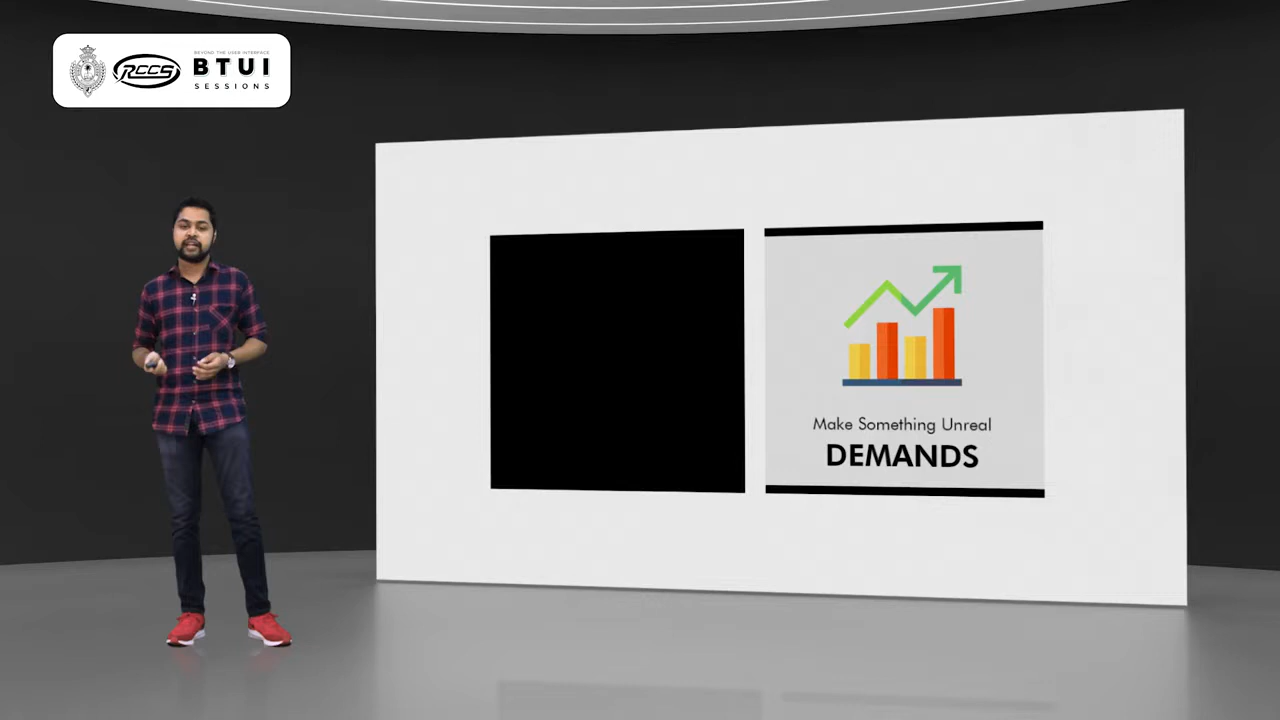 RCCS
BEYOND THE USER INTERFACE
BTUI
SESSIONS
Make Something Unreal
DEMANDS